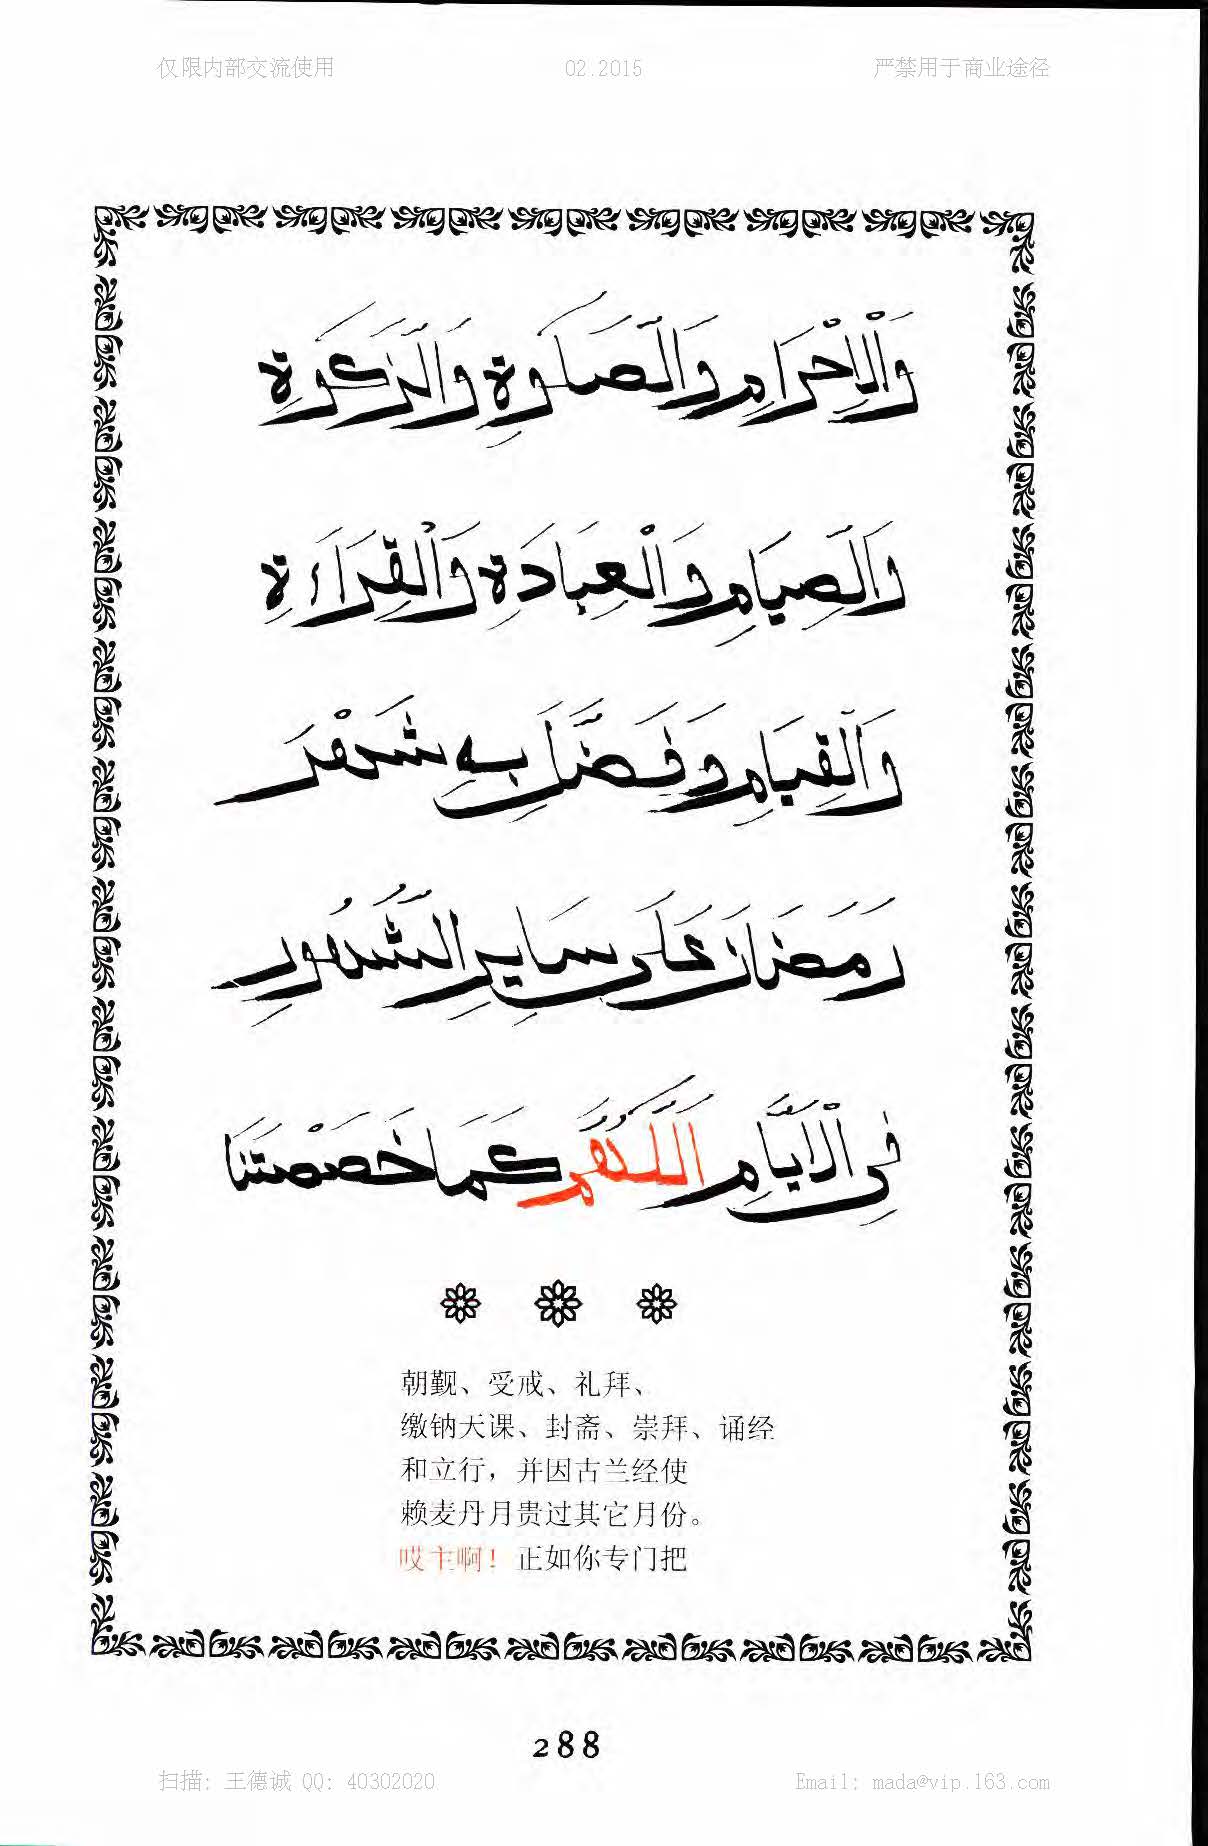 仅限内部交流使用 02.2015 严禁用于商业途径
وَالْاِحْرَامِ وَالصَّلٰوةِ وَالزَّكٰوةِ
وَالصِّيَامِ وَالْعِبَادَةِ وَالْقِرَاءَةِ
وَالْقِيَامِ وَفَضَّلَ بِهِ شَهْرَ
رَمَضَانَ عَلَى سَايِرِ الشُّهُورِ
فِى الْاَيَّامِ اَللّٰهُمَّ كَمَا خَصَصْتَنَا
朝觐、受戒、礼拜、
缴钠天课、封斋、崇拜、诵经
和立行，并因古兰经使
赖麦丹月贵过其它月份。
哎主啊！正如你专门把
288
扫描: 王德诚 QQ: 40302020 Email: mada@vip.163.com